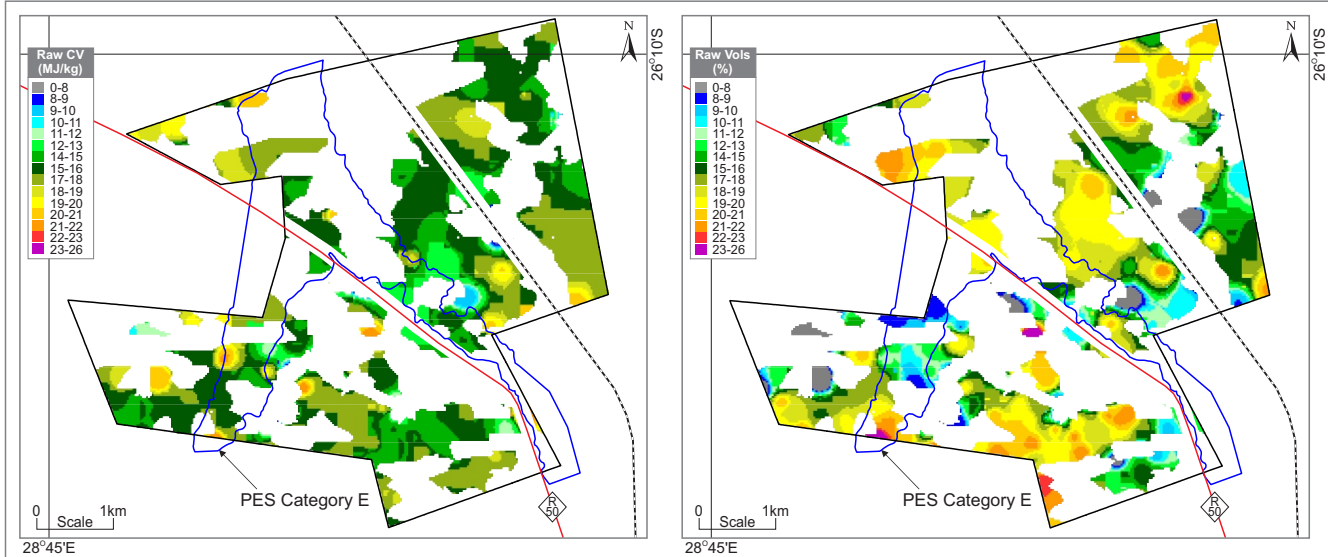 Raw CV
(MJ/kg)
0-8
8-9
9-10
10-11
11-12
12-13
14-15
15-16
17-18
18-19
19-20
20-21
21-22
22-23
23-26
N
26°10'S
PES Category E
0 1km
Scale
R
50
28°45'E
Raw Vols
(%)
0-8
8-9
9-10
10-11
11-12
12-13
14-15
15-16
17-18
18-19
19-20
20-21
21-22
22-23
23-26
N
26°10'S
PES Category E
0 1km
Scale
R
50
28°45'E